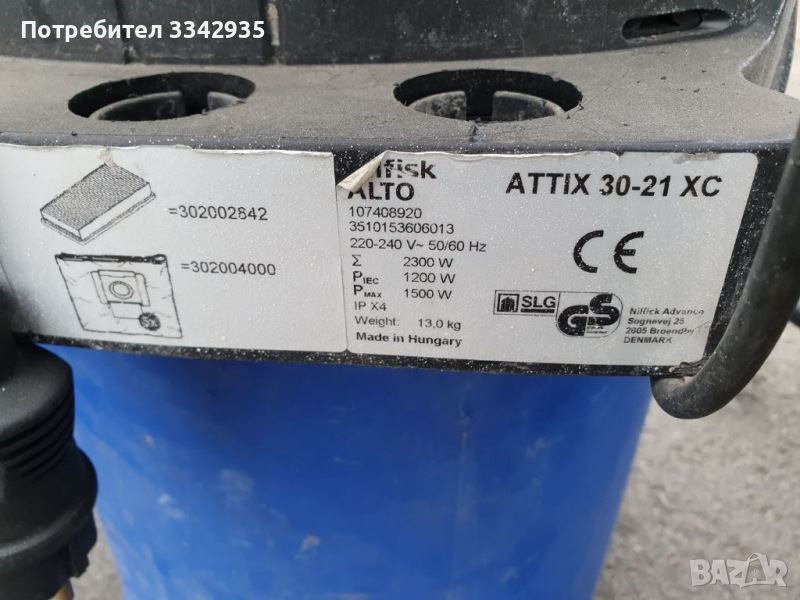 Потребител 3342935
=302002842
=302004000
Nilfisk
ALTO
ATTIX 30-21 XC
107408920
3510153606013
220-240 V~ 50/60 Hz
Σ 2300 W
PIEC 1200 W
PMAX 1500 W
IP X4
Weight: 13,0 kg
Made in Hungary
CE
SLG
GS
Nilfisk Advance
Sognevej 25
2605 Broendby
DENMARK
BAZAR